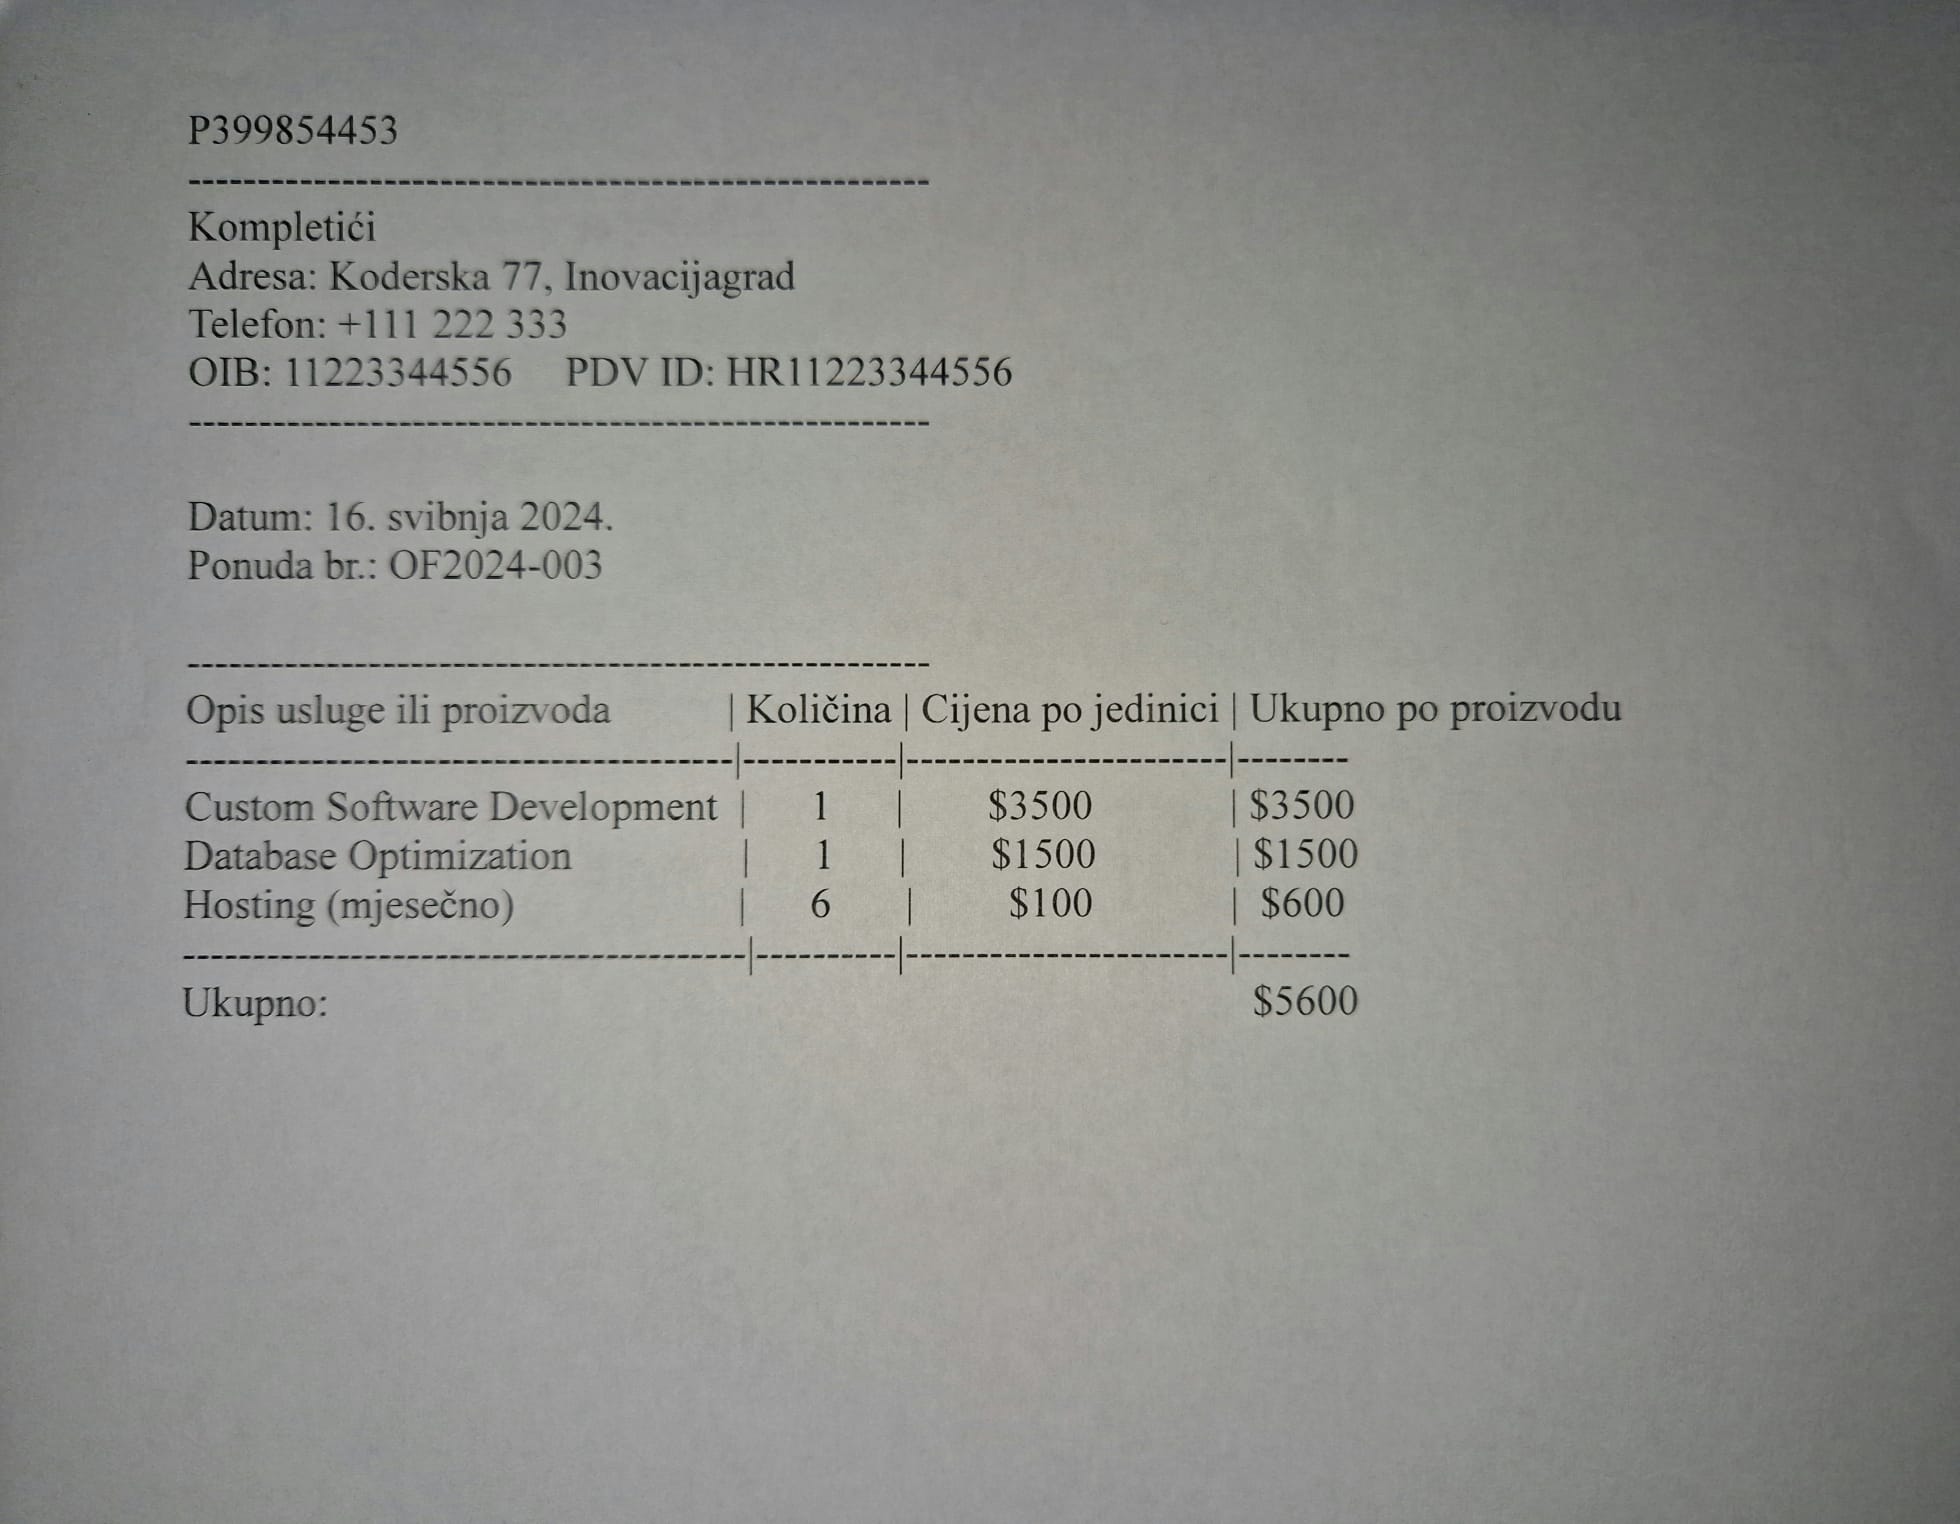 P399854453
------------------------------------------------------
Kompletići
Adresa: Koderska 77, Inovacijagrad
Telefon: +111 222 333
OIB: 11223344556 PDV ID: HR11223344556
------------------------------------------------------
Datum: 16. svibnja 2024.
Ponuda br.: OF2024-003
------------------------------------------------------
Opis usluge ili proizvoda | Količina | Cijena po jedinici | Ukupno po proizvodu
----------------------------------------|-----------|-----------------------|--------
Custom Software Development | 1 | $3500 | $3500
Database Optimization | 1 | $1500 | $1500
Hosting (mjesečno) | 6 | $100 | $600
-----------------------------------------|----------|-----------------------|--------
Ukupno: $5600